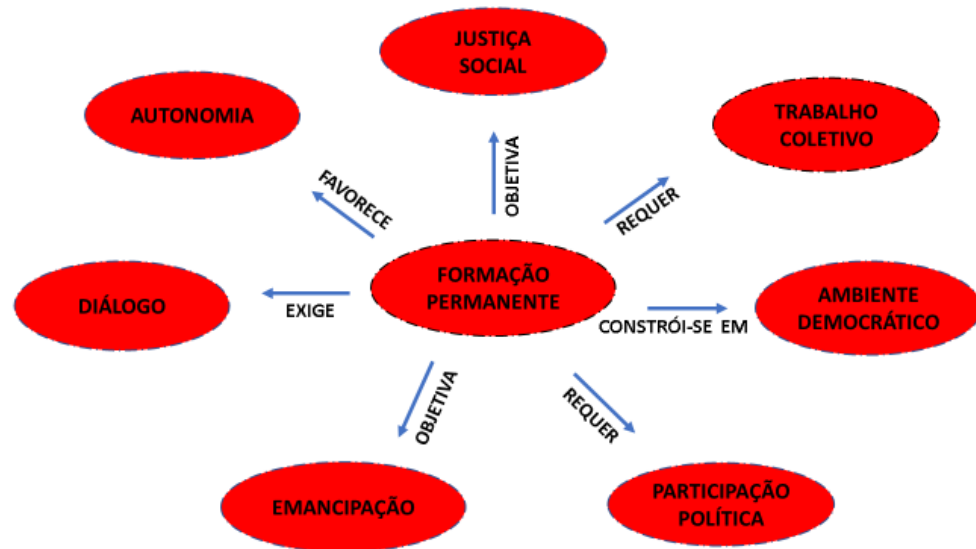 JUSTIÇA
SOCIAL
AUTONOMIA
TRABALHO
COLETIVO
FAVORECE
OBJETIVA
REQUER
FORMAÇÃO
PERMANENTE
DIÁLOGO
EXIGE
AMBIENTE
DEMOCRÁTICO
CONSTRÓI-SE EM
OBJETIVA
REQUER
EMANCIPAÇÃO
PARTICIPAÇÃO
POLÍTICA